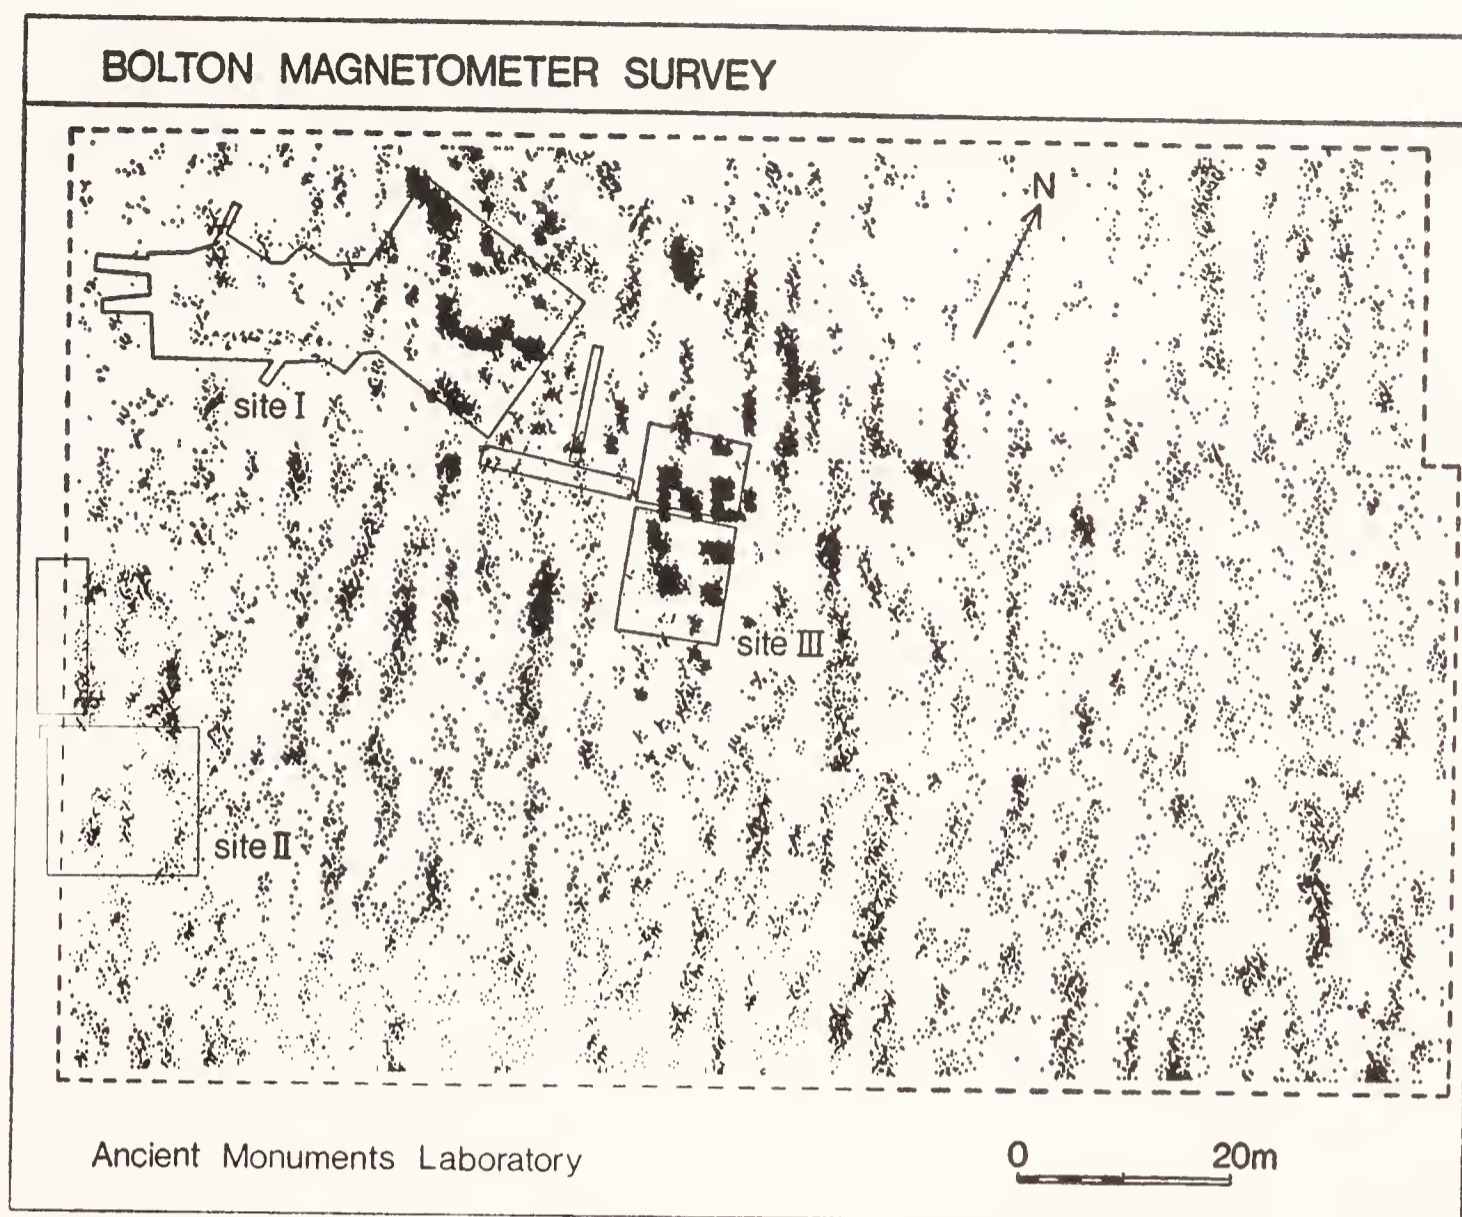 BOLTON MAGNETOMETER SURVEY
N
site I
site III
site II
Ancient Monuments Laboratory
0 20m